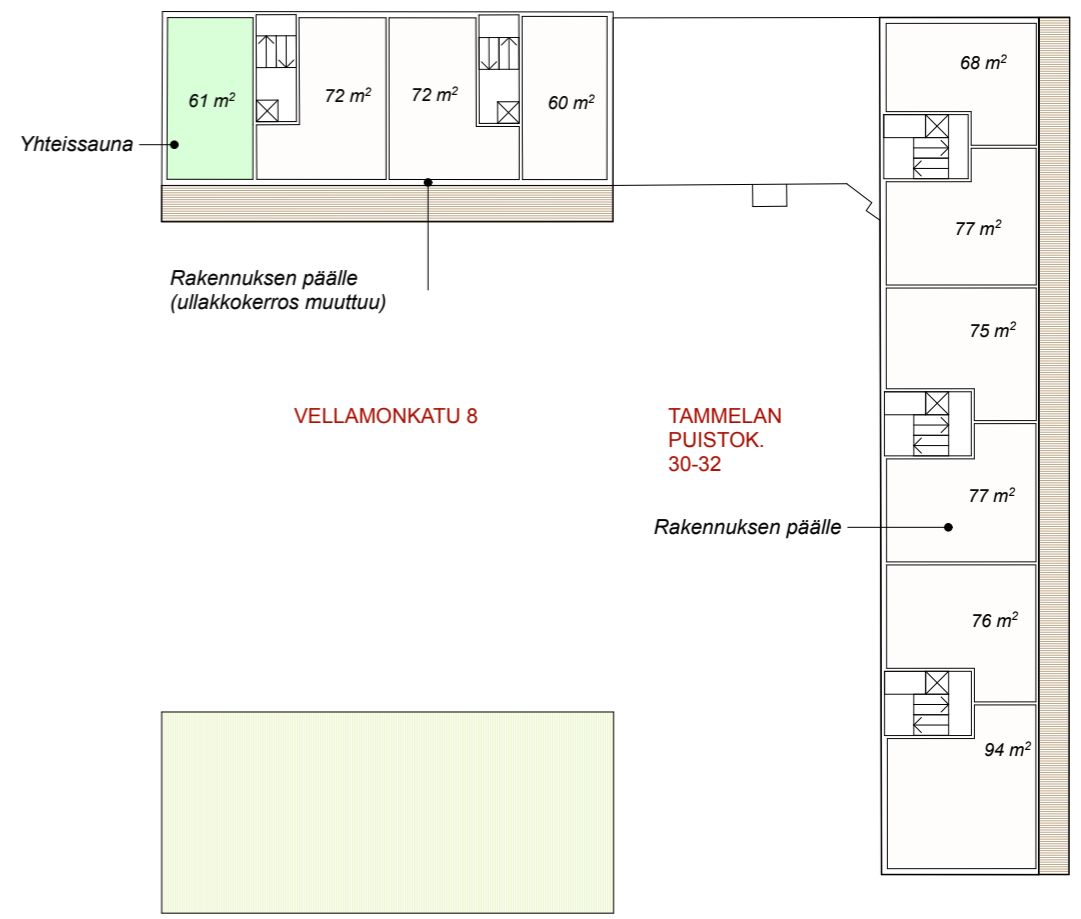 61 m²
72 m²
72 m²
60 m²
68 m²
Yhteissauna
77 m²
Rakennuksen päälle
(ullakkokerros muuttuu)
75 m²
VELLAMONKATU 8
TAMMELAN
PUISTOK.
30-32
77 m²
Rakennuksen päälle
76 m²
94 m²